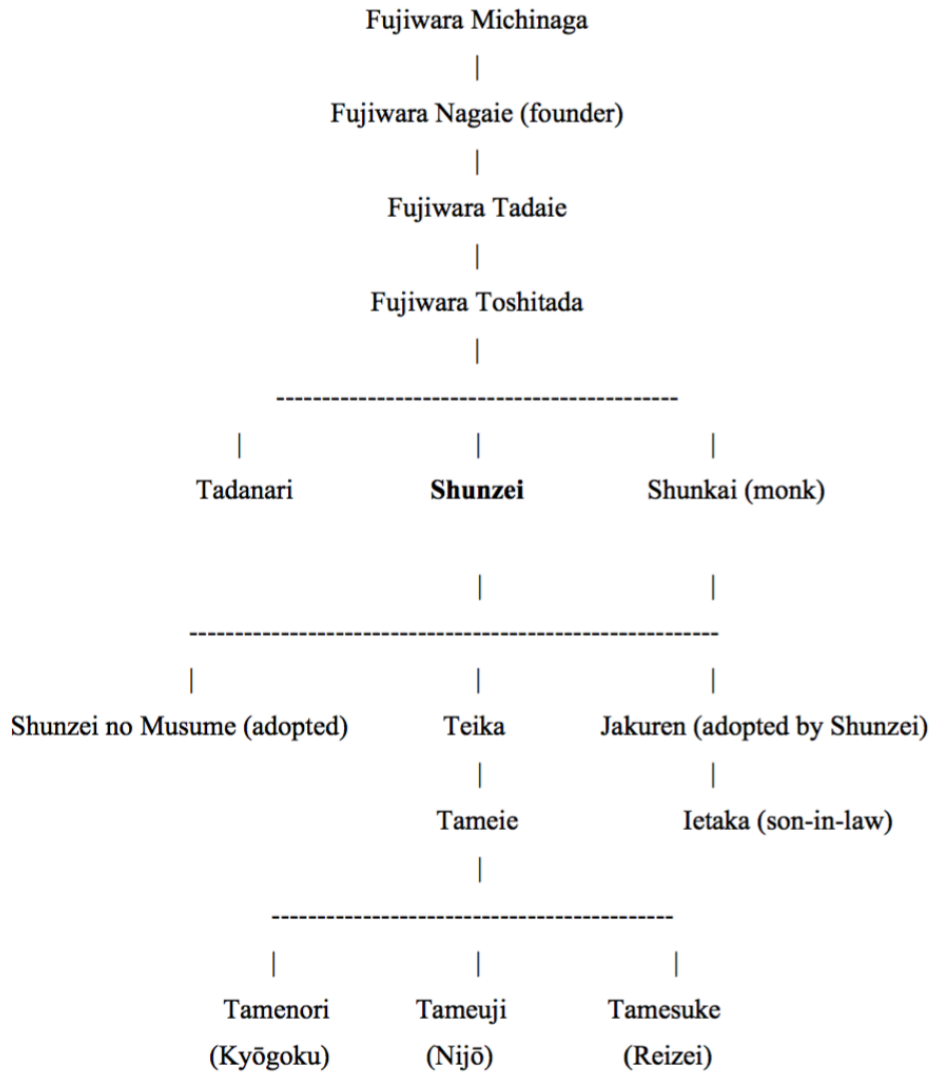 Fujiwara Michinaga
|
Fujiwara Nagaie (founder)
|
Fujiwara Tadaie
|
Fujiwara Toshitada
|
--------------------------------------------
| | |
Tadanari Shunzei Shunkai (monk)
| |
----------------------------------------------------------
| | |
Shunzei no Musume (adopted) Teika Jakuren (adopted by Shunzei)
| |
Tameie Ietaka (son-in-law)
|
--------------------------------------------
| | |
Tamenori Tameuji Tamesuke
(Kyōgoku) (Nijō) (Reizei)